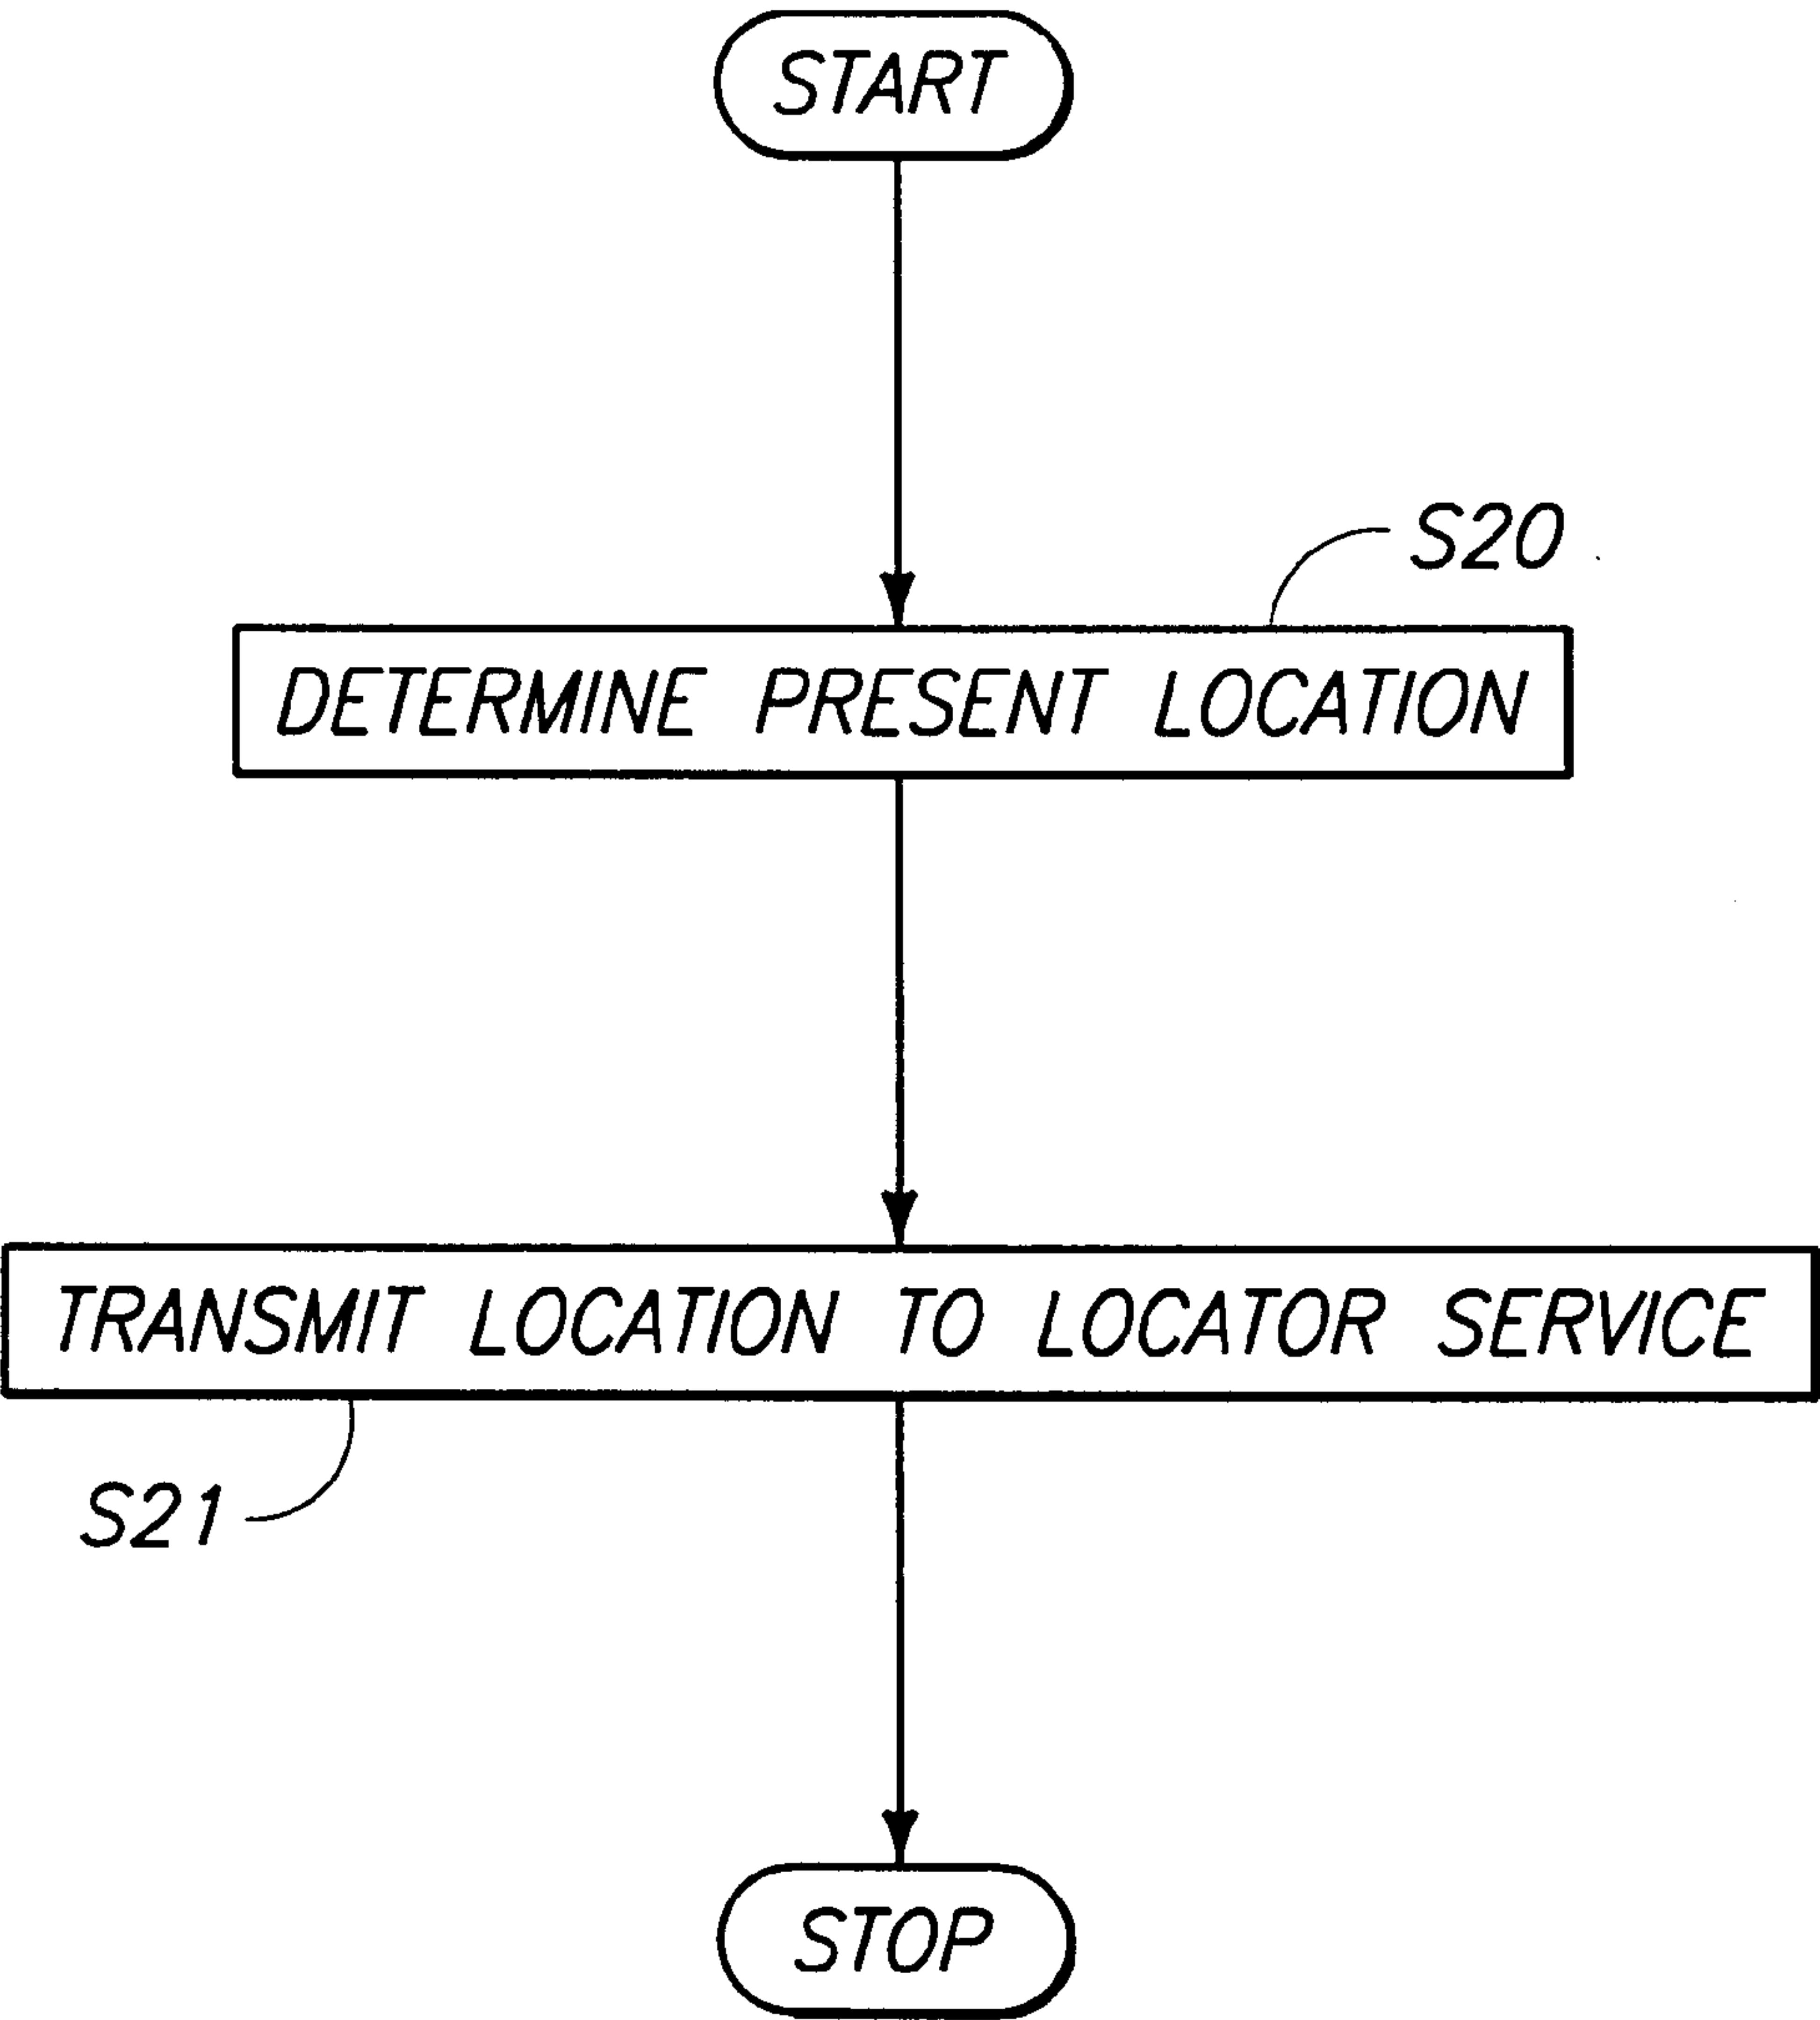 START
S20
DETERMINE PRESENT LOCATION
TRANSMIT LOCATION TO LOCATOR SERVICE
S21
STOP